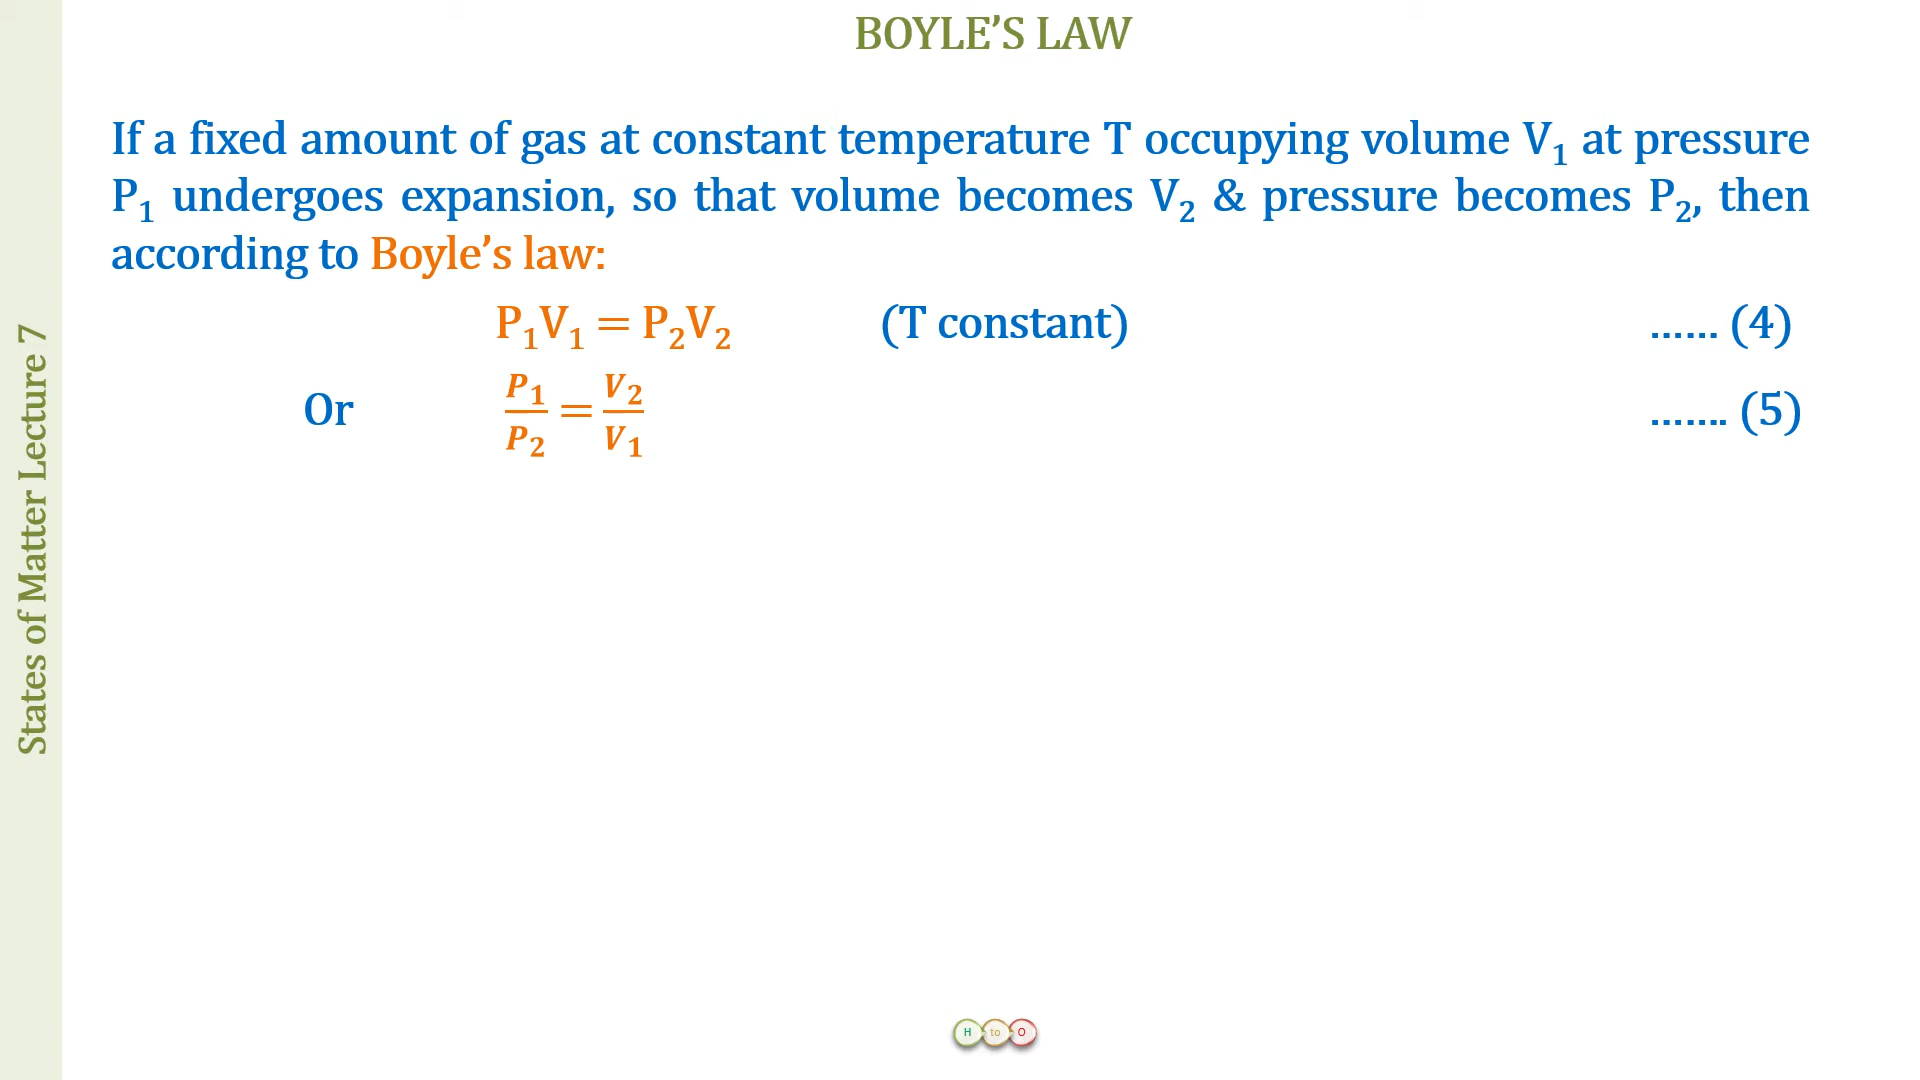 BOYLE’S LAW
If a fixed amount of gas at constant temperature T occupying volume V₁ at pressure
P₁ undergoes expansion, so that volume becomes V₂ & pressure becomes P₂, then
according to Boyle’s law:
P₁V₁ = P₂V₂ (T constant) ...... (4)
Or P₁/P₂ = V₂/V₁ ....... (5)
States of Matter Lecture 7
H to O